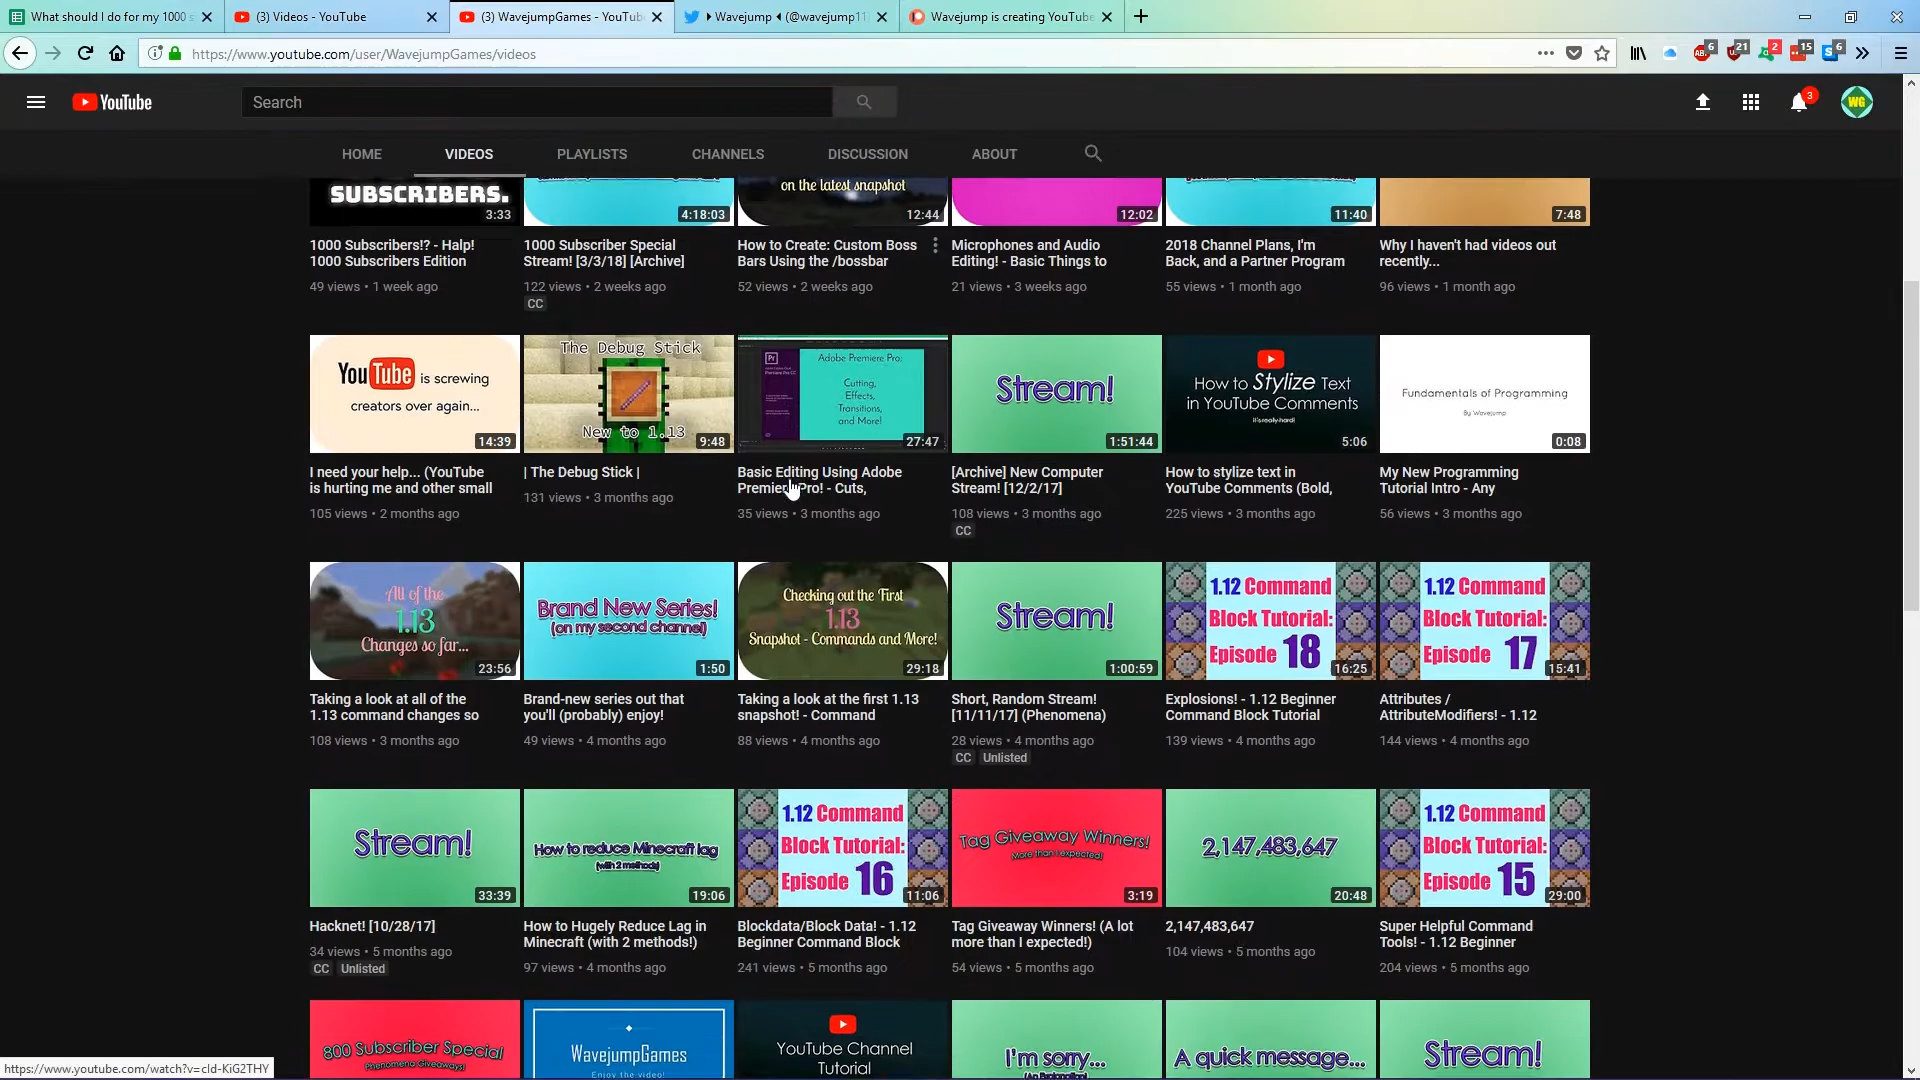 What should I do for my 1000 s
(3) Videos - YouTube
(3) WavejumpGames - YouTub
Wavejump (@wavejump11
Wavejump is creating YouTube
https://www.youtube.com/user/WavejumpGames/videos
6 21 2 15 6
YouTube
Search
3
WG
HOME VIDEOS PLAYLISTS CHANNELS DISCUSSION ABOUT
SUBSCRIBERS.
3:33
4:18:03
on the latest snapshot
12:44
12:02
11:40
7:48
1000 Subscribers!? - Halp!
1000 Subscribers Edition
49 views • 1 week ago
1000 Subscriber Special
Stream! [3/3/18] [Archive]
122 views • 2 weeks ago
CC
How to Create: Custom Boss
Bars Using the /bossbar
52 views • 2 weeks ago
Microphones and Audio
Editing! - Basic Things to
21 views • 3 weeks ago
2018 Channel Plans, I'm
Back, and a Partner Program
55 views • 1 month ago
Why I haven't had videos out
recently...
96 views • 1 month ago
YouTube is screwing
creators over again...
14:39
The Debug Stick
New to 1.13
9:48
Pr
Adobe Premiere Pro:
Cutting,
Effects,
Transitions,
and More!
27:47
Stream!
1:51:44
How to Stylize Text
in YouTube Comments
It's really hard!
5:06
Fundamentals of Programming
By Wavejump
0:08
I need your help... (YouTube
is hurting me and other small
105 views • 2 months ago
| The Debug Stick |
131 views • 3 months ago
Basic Editing Using Adobe
Premiere Pro! - Cuts,
35 views • 3 months ago
[Archive] New Computer
Stream! [12/2/17]
108 views • 3 months ago
CC
How to stylize text in
YouTube Comments (Bold,
225 views • 3 months ago
My New Programming
Tutorial Intro - Any
56 views • 3 months ago
All of the
1.13
Changes so far...
23:56
Brand New Series!
(on my second channel)
1:50
Checking out the First
1.13
Snapshot - Commands and More!
29:18
Stream!
1:00:59
1.12 Command
Block Tutorial:
Episode 18
16:25
1.12 Command
Block Tutorial:
Episode 17
15:41
Taking a look at all of the
1.13 command changes so
108 views • 3 months ago
Brand-new series out that
you'll (probably) enjoy!
49 views • 4 months ago
Taking a look at the first 1.13
snapshot! - Command
88 views • 4 months ago
Short, Random Stream!
[11/11/17] (Phenomena)
28 views • 4 months ago
CC Unlisted
Explosions! - 1.12 Beginner
Command Block Tutorial
139 views • 4 months ago
Attributes /
AttributeModifiers! - 1.12
144 views • 4 months ago
Stream!
33:39
How to reduce Minecraft lag
(with 2 methods!)
19:06
1.12 Command
Block Tutorial:
Episode 16
11:06
Tag Giveaway Winners!
More than I expected!
3:19
2,147,483,647
20:48
1.12 Command
Block Tutorial:
Episode 15
29:00
Hacknet! [10/28/17]
34 views • 5 months ago
CC Unlisted
How to Hugely Reduce Lag in
Minecraft (with 2 methods!)
97 views • 4 months ago
Blockdata/Block Data! - 1.12
Beginner Command Block
241 views • 5 months ago
Tag Giveaway Winners! (A lot
more than I expected!)
54 views • 5 months ago
2,147,483,647
104 views • 5 months ago
Super Helpful Command
Tools! - 1.12 Beginner
204 views • 5 months ago
800 Subscriber Special
Phenomena Giveaways!
WavejumpGames
Enjoy the video!
YouTube Channel
Tutorial
I'm sorry...
A quick message...
Stream!
https://www.youtube.com/watch?v=cId-KiG2THY